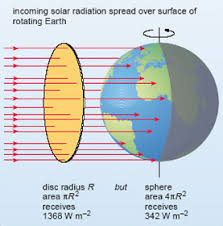 incoming solar radiation spread over surface of
rotating Earth
disc radius R but sphere
area πR² area 4πR²
receives receives
1368 W m⁻² 342 W m⁻²